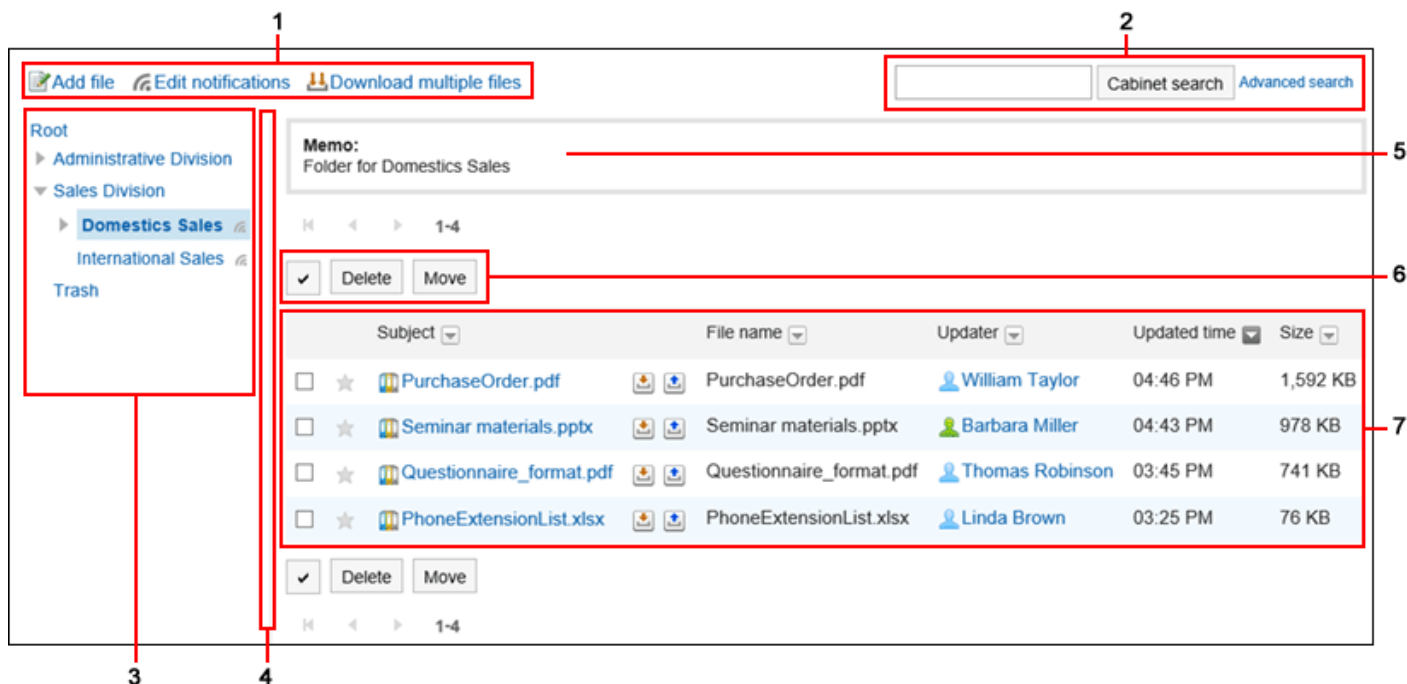 1 2
Add file Edit notifications Download multiple files Cabinet search Advanced search
Root
Administrative Division
Sales Division
Domestics Sales
International Sales
Trash
Memo:
Folder for Domestics Sales
5
1-4
Delete Move
6
Subject File name Updater Updated time Size
PurchaseOrder.pdf PurchaseOrder.pdf William Taylor 04:46 PM 1,592 KB
Seminar materials.pptx Seminar materials.pptx Barbara Miller 04:43 PM 978 KB
7
Questionnaire_format.pdf Questionnaire_format.pdf Thomas Robinson 03:45 PM 741 KB
PhoneExtensionList.xlsx PhoneExtensionList.xlsx Linda Brown 03:25 PM 76 KB
Delete Move
1-4
3 4